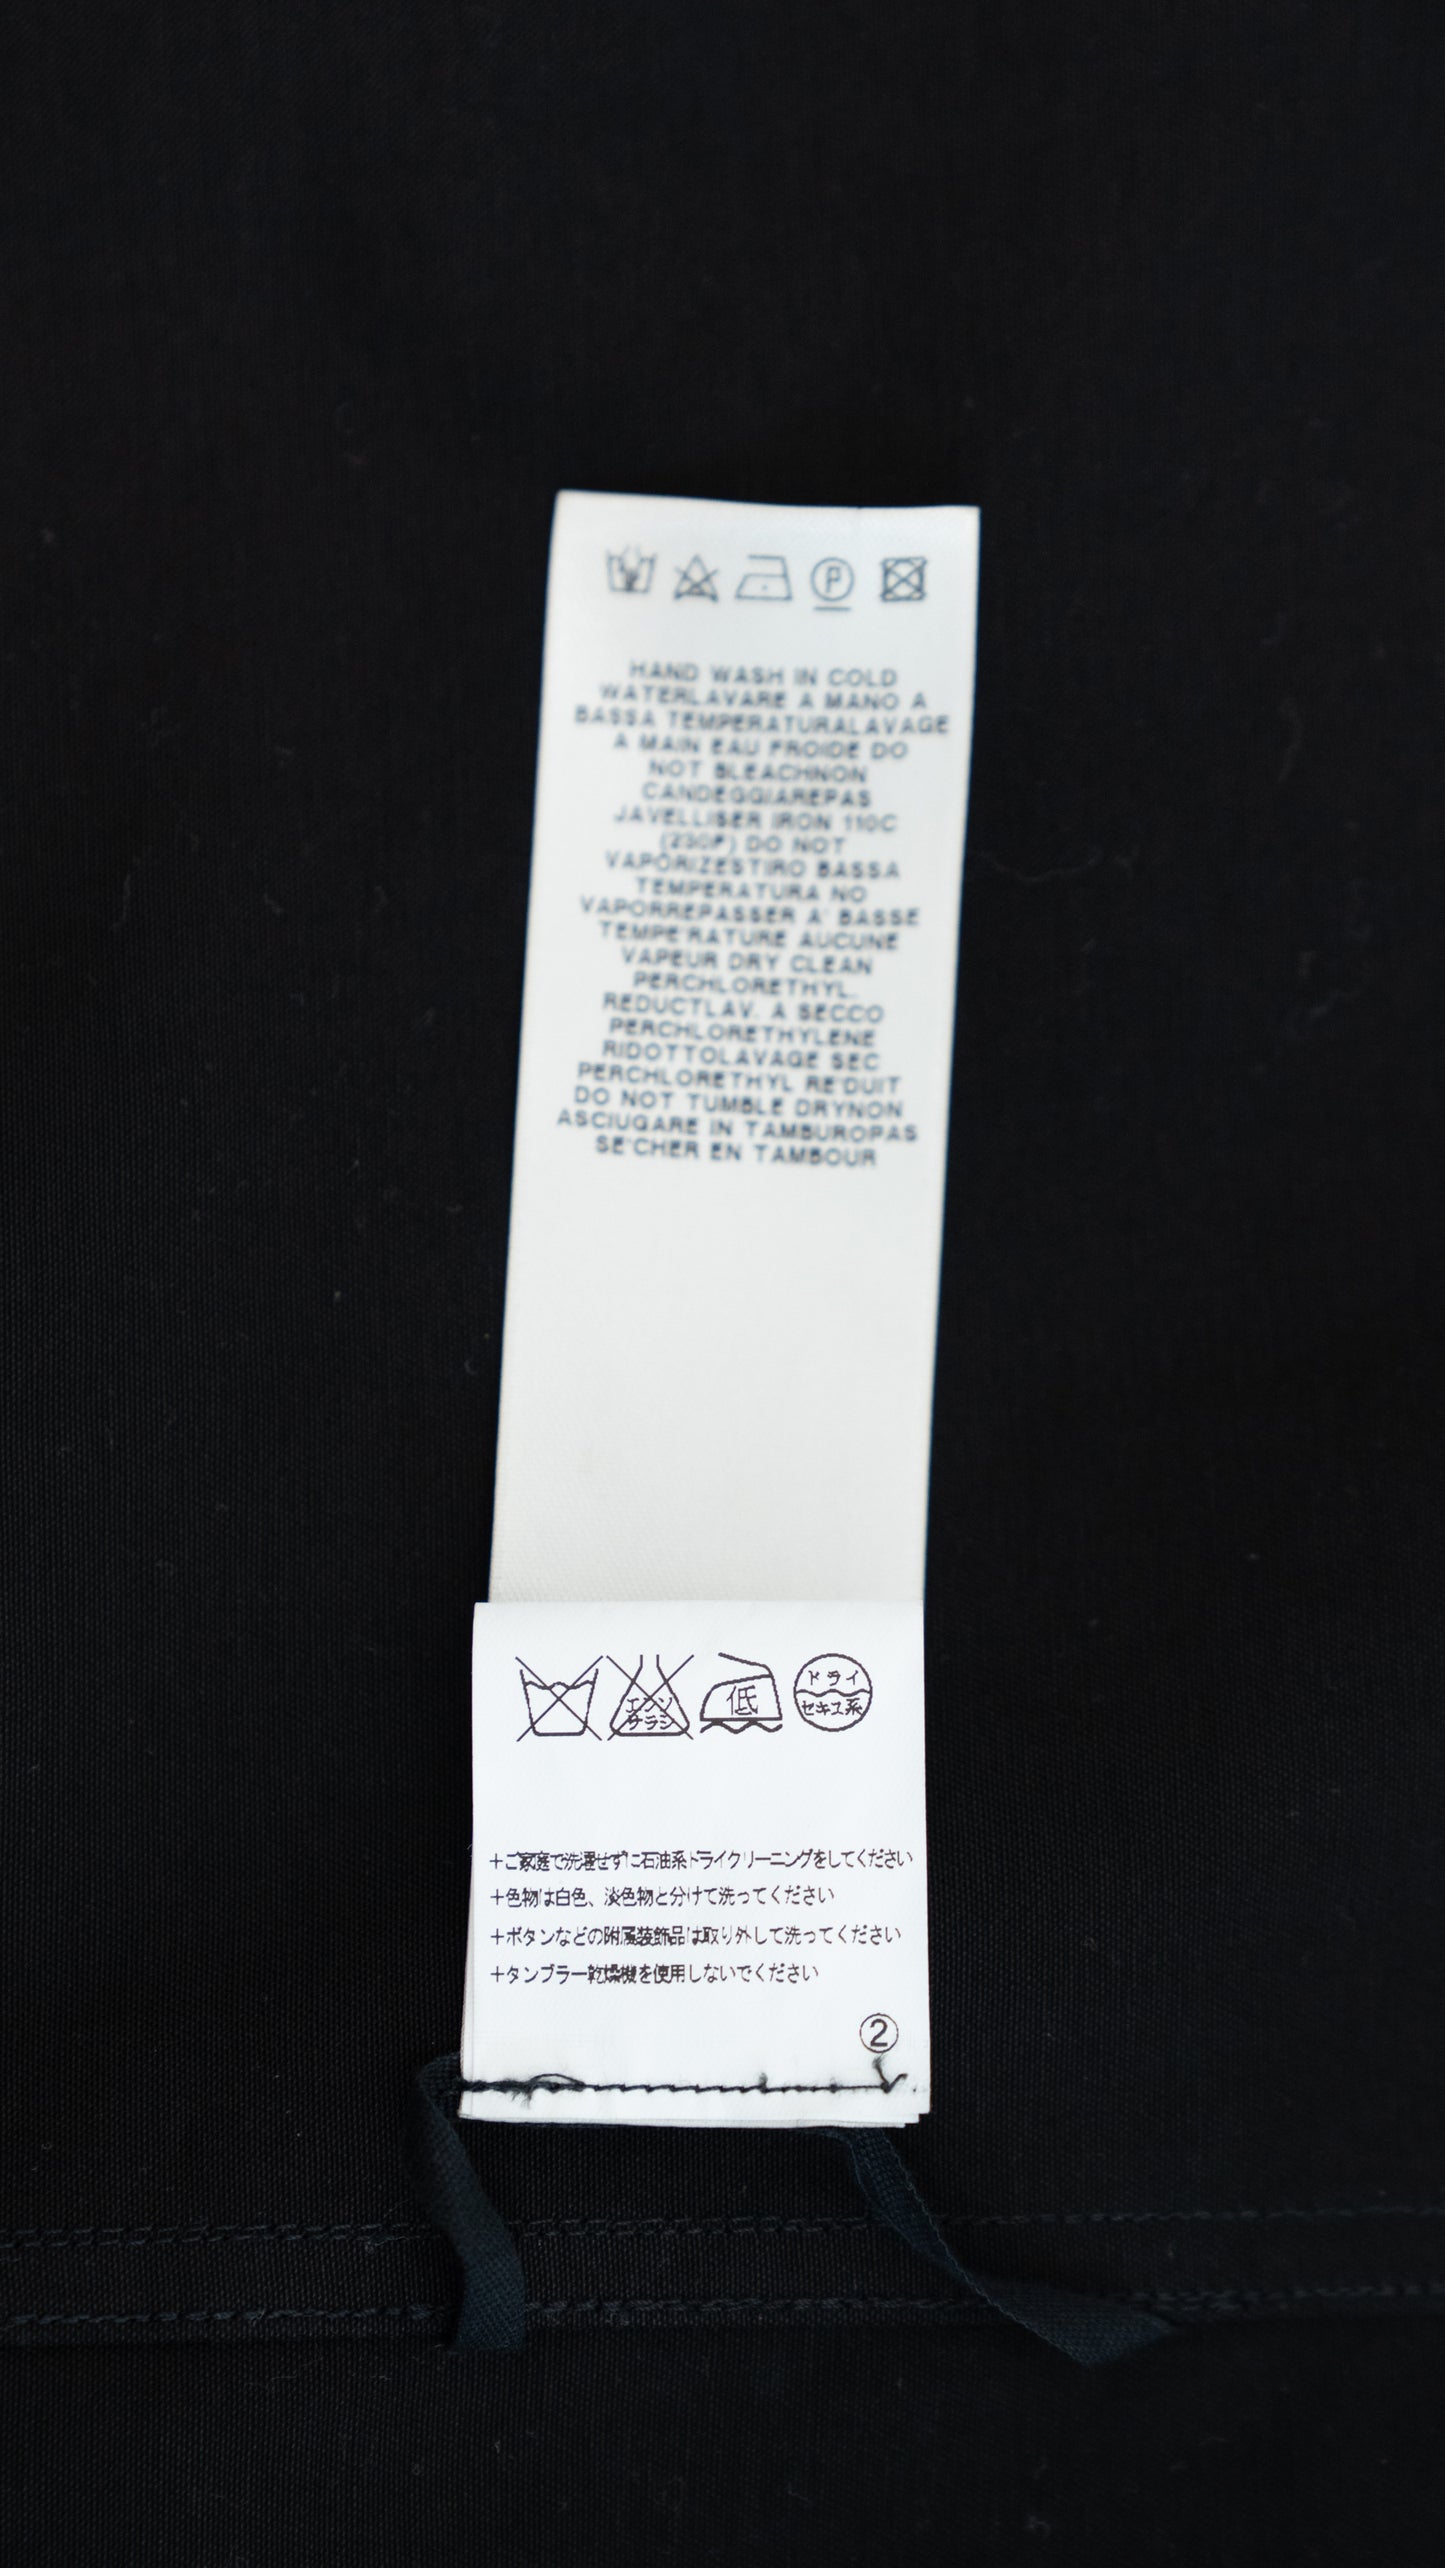 P
HAND WASH IN COLD
WATERLAVARE A MANO A
BASSA TEMPERATURALAVAGE
A MAIN EAU FROIDE DO
NOT BLEACHNON
CANDEGGIAREPAS
JAVELLISER IRON 110C
(230F) DO NOT
VAPORIZESTIRO BASSA
TEMPERATURA NO
VAPORREPASSER A' BASSE
TEMPE'RATURE AUCUNE
VAPEUR DRY CLEAN
PERCHLORETHYL.
REDUCTLAV. A SECCO
PERCHLORETHYLENE
RIDOTTOLAVAGE SEC
PERCHLORETHYL RE'DUIT
DO NOT TUMBLE DRYNON
ASCIUGARE IN TAMBUROPAS
SE'CHER EN TAMBOUR
エンソ
サラシ
低
ドライ
セキユ系
+ご家庭で洗濯せずに石油系ドライクリーニングをしてください
+色物は白色、淡色物と分けて洗ってください
+ボタンなどの附属装飾品は取り外して洗ってください
+タンブラー乾燥機を使用しないでください
②